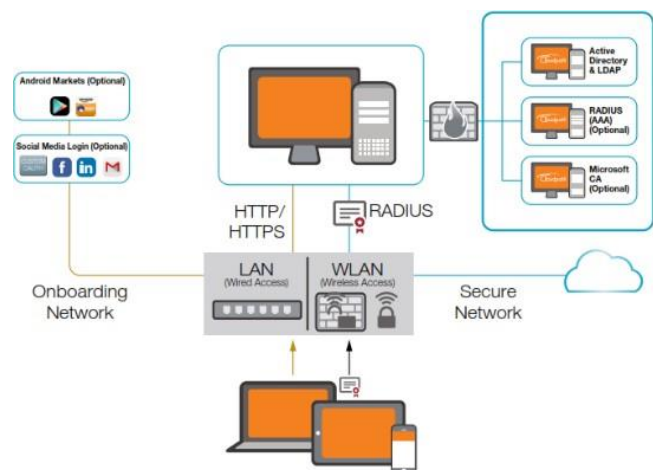 Android Markets (Optional)
Social Media Login (Optional)
f
in
M
Active
Directory
& LDAP
RADIUS
(AAA)
(Optional)
Microsoft
CA
(Optional)
HTTP/
HTTPS
RADIUS
LAN
(Wired Access)
WLAN
(Wireless Access)
Onboarding
Network
Secure
Network